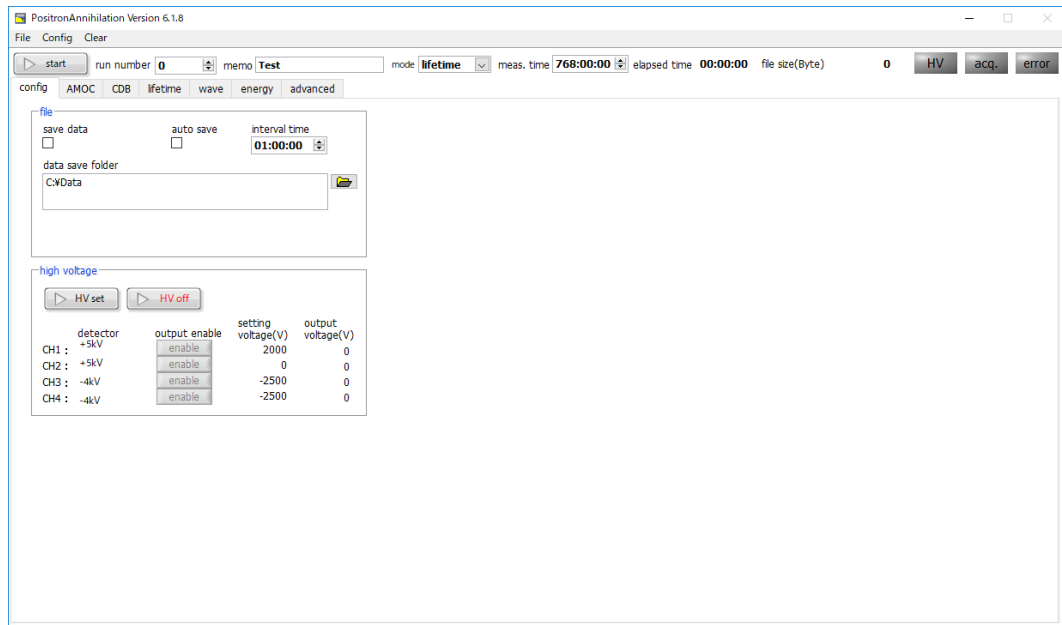 PositronAnnihilation Version 6.1.8
File Config Clear
start run number 0 memo Test mode lifetime meas. time 768:00:00 elapsed time 00:00:00 file size(Byte) 0 HV acq. error
config AMOC CDB lifetime wave energy advanced
file
save data auto save interval time
01:00:00
data save folder
C:¥Data
high voltage
HV set HV off
setting output
detector output enable voltage(V) voltage(V)
CH1 : +5kV enable 2000 0
CH2 : +5kV enable 0 0
CH3 : -4kV enable -2500 0
CH4 : -4kV enable -2500 0